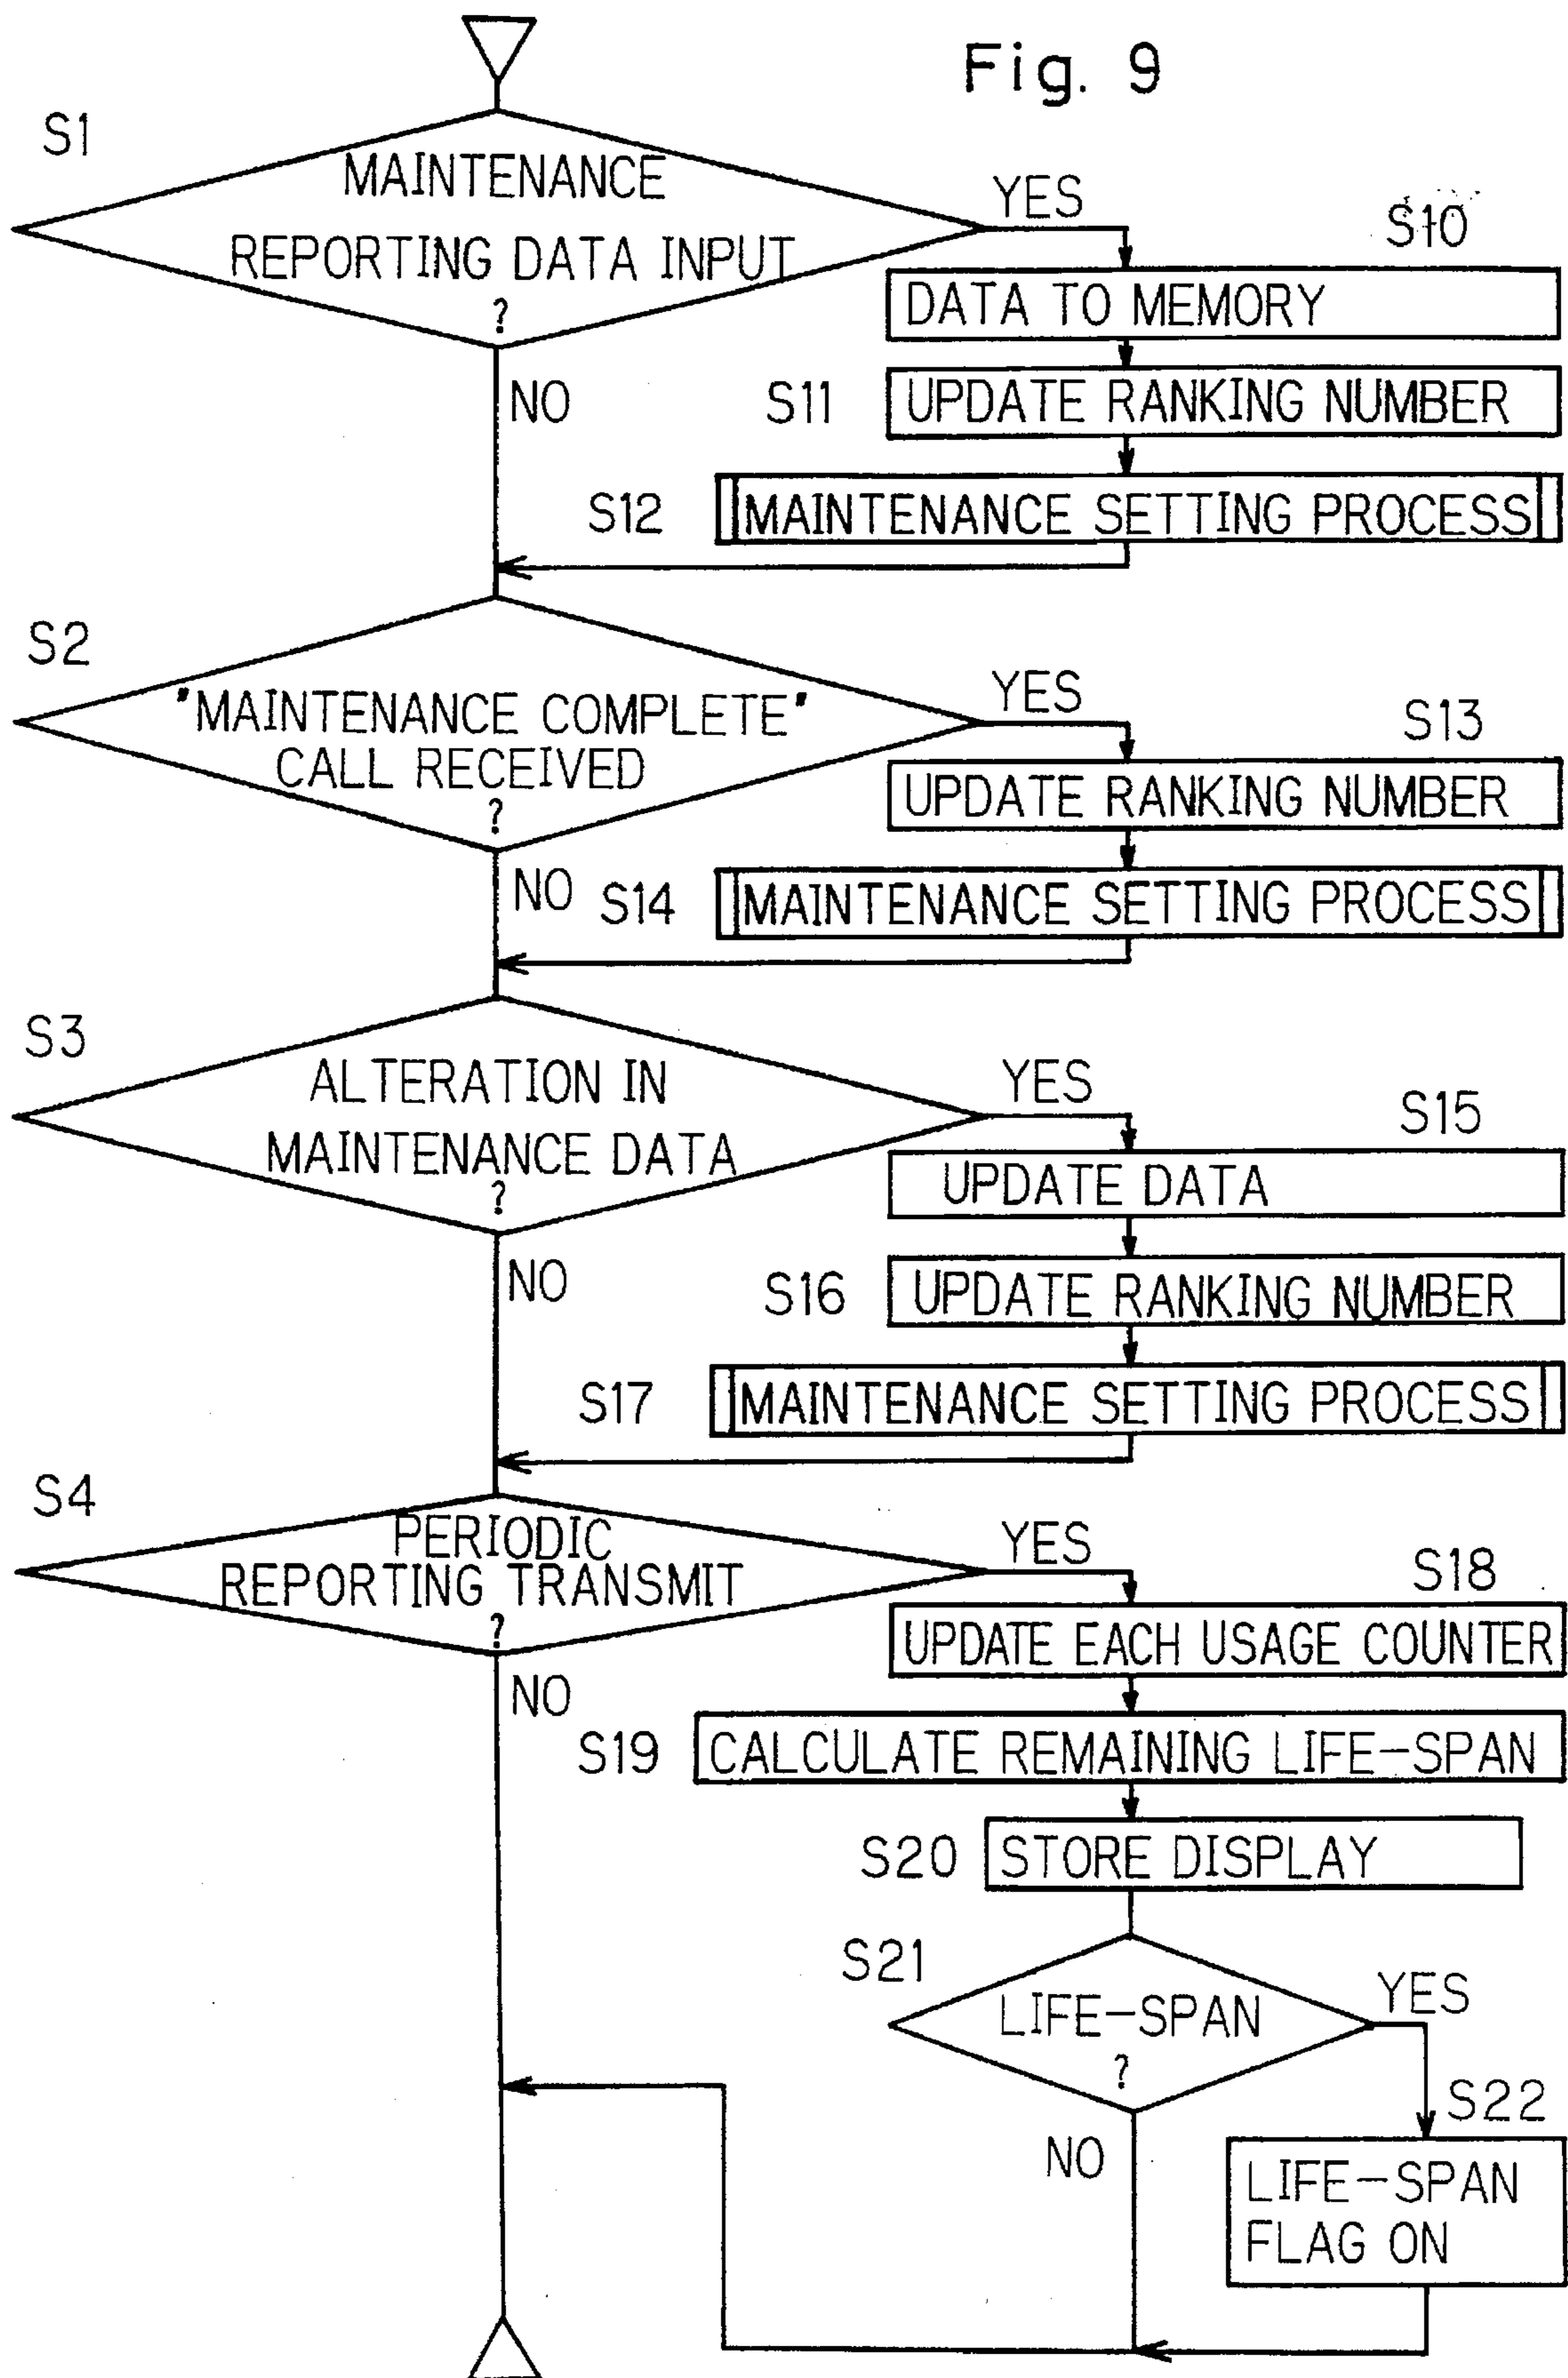 Fig. 9
S1
MAINTENANCE
REPORTING DATA INPUT
?
YES
NO
S10
DATA TO MEMORY
S11
UPDATE RANKING NUMBER
S12
MAINTENANCE SETTING PROCESS
S2
"MAINTENANCE COMPLETE"
CALL RECEIVED
?
YES
NO
S13
UPDATE RANKING NUMBER
S14
MAINTENANCE SETTING PROCESS
S3
ALTERATION IN
MAINTENANCE DATA
?
YES
NO
S15
UPDATE DATA
S16
UPDATE RANKING NUMBER
S17
MAINTENANCE SETTING PROCESS
S4
PERIODIC
REPORTING TRANSMIT
?
YES
NO
S18
UPDATE EACH USAGE COUNTER
S19
CALCULATE REMAINING LIFE-SPAN
S20
STORE DISPLAY
S21
LIFE-SPAN
?
YES
NO
S22
LIFE-SPAN
FLAG ON